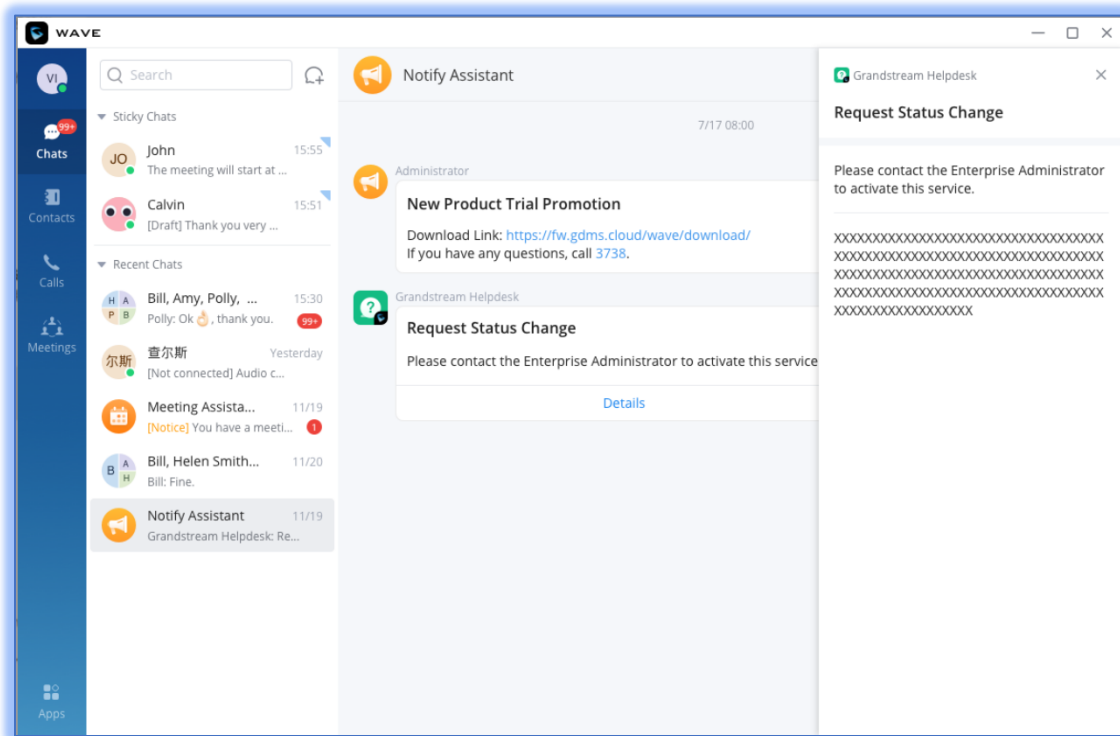 WAVE
VI
99+
Chats
Contacts
Calls
Meetings
Apps
Search
Sticky Chats
JO
John
15:55
The meeting will start at ...
Calvin
15:51
[Draft] Thank you very ...
Recent Chats
H A
P B
Bill, Amy, Polly, ...
15:30
Polly: Ok👌🏻, thank you.
99+
尔斯
查尔斯
Yesterday
[Not connected] Audio c...
Meeting Assista...
11/19
[Notice] You have a meeti...
1
B A
H
Bill, Helen Smith...
11/20
Bill: Fine.
Notify Assistant
11/19
Grandstream Helpdesk: Re...
Notify Assistant
7/17 08:00
Administrator
New Product Trial Promotion
Download Link: https://fw.gdms.cloud/wave/download/
If you have any questions, call 3738.
Grandstream Helpdesk
Request Status Change
Please contact the Enterprise Administrator to activate this service
Details
Grandstream Helpdesk
Request Status Change
Please contact the Enterprise Administrator
to activate this service.
XXXXXXXXXXXXXXXXXXXXXXXXXXXXXXXXXXX
XXXXXXXXXXXXXXXXXXXXXXXXXXXXXXXXXXX
XXXXXXXXXXXXXXXXXXXXXXXXXXXXXXXXXXX
XXXXXXXXXXXXXXXXXXXXXXXXXXXXXXXXXXX
XXXXXXXXXXXXXXXXXX